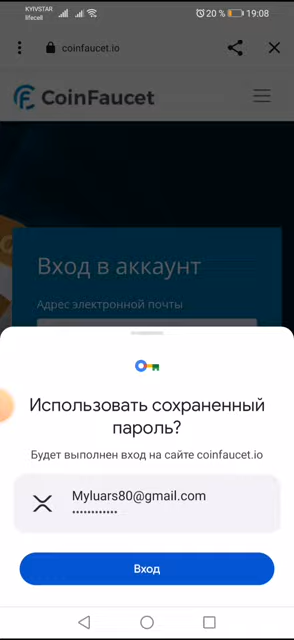 KYIVSTAR
lifecell
20 %
19:08
coinfaucet.io
CoinFaucet
Вход в аккаунт
Адрес электронной почты
Использовать сохраненный
пароль?
Будет выполнен вход на сайте coinfaucet.io
Myluars80@gmail.com
••••••••••••
Вход